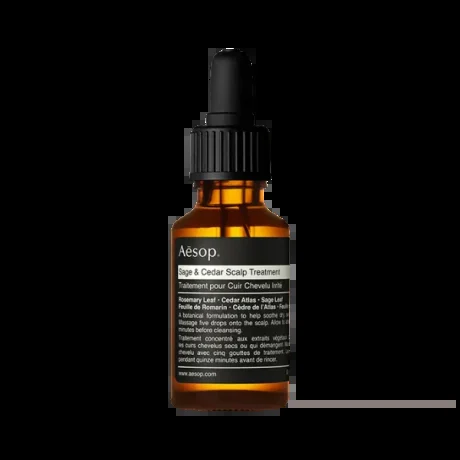 Aēsop.
Sage & Cedar Scalp Treatment
Traitement pour Cuir Chevelu Irrité
Rosemary Leaf - Cedar Atlas - Sage Leaf
Feuille de Romarin - Cèdre de l'Atlas - Feuille
A botanical formulation to help soothe dry
Massage five drops onto the scalp. Allow
minutes before cleansing.
Traitement concentré aux extraits végétaux
les cuirs chevelus secs ou qui démangent.
chevelu avec cinq gouttes de traitement.
pendant quinze minutes avant de rincer.
www.aesop.com